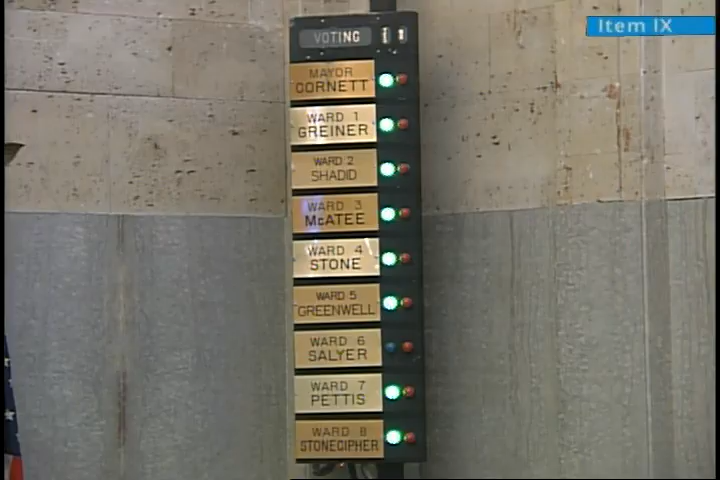 Item IX
VOTING
MAYOR
CORNETT
WARD 1
GREINER
WARD 2
SHADID
WARD 3
McATEE
WARD 4
STONE
WARD 5
GREENWELL
WARD 6
SALYER
WARD 7
PETTIS
WARD 8
STONECIPHER